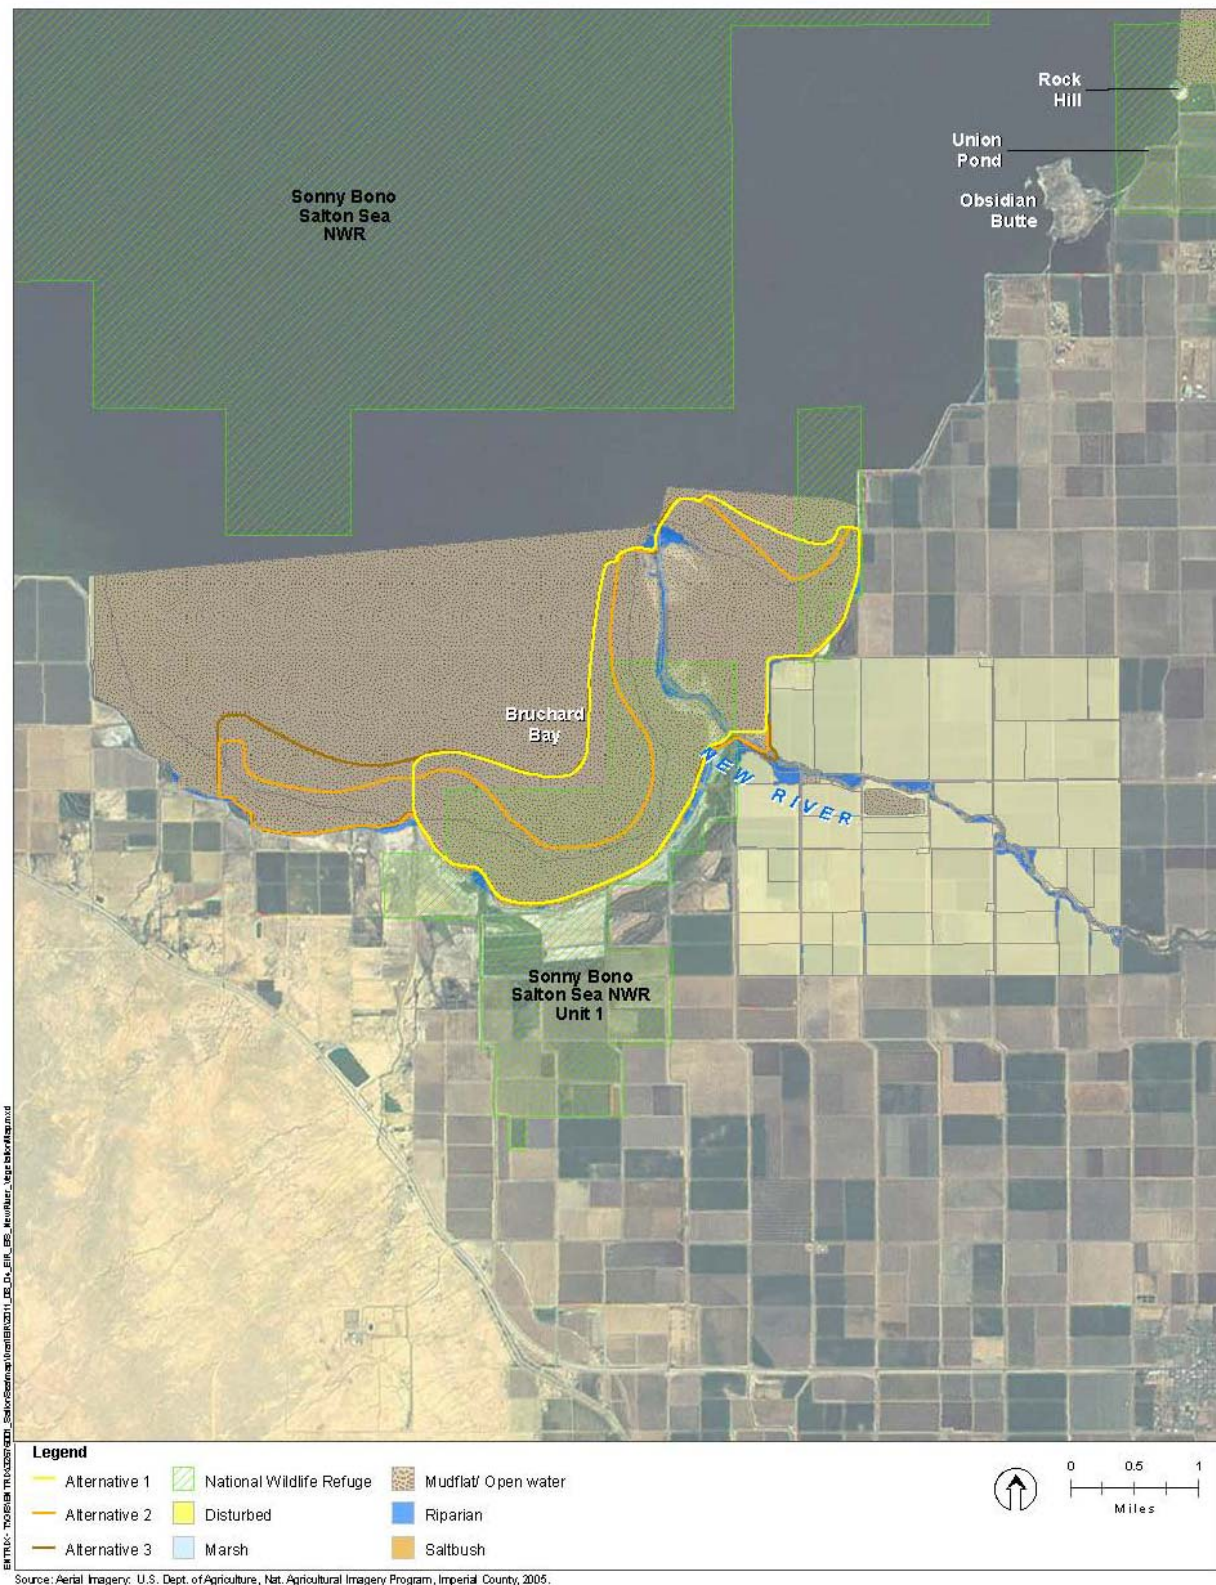 Rock
Hill
Union
Pond
Obsidian
Butte
Sonny Bono
Salton Sea
NWR
Bruchard
Bay
NEW RIVER
Sonny Bono
Salton Sea NWR
Unit 1
Legend
Alternative 1
Alternative 2
Alternative 3
National Wildlife Refuge
Disturbed
Marsh
Mudflat/ Open water
Riparian
Saltbush
0 0.5 1
Miles
Source: Aerial Imagery: U.S. Dept. of Agriculture, Nat. Agricultural Imagery Program, Imperial County, 2005.